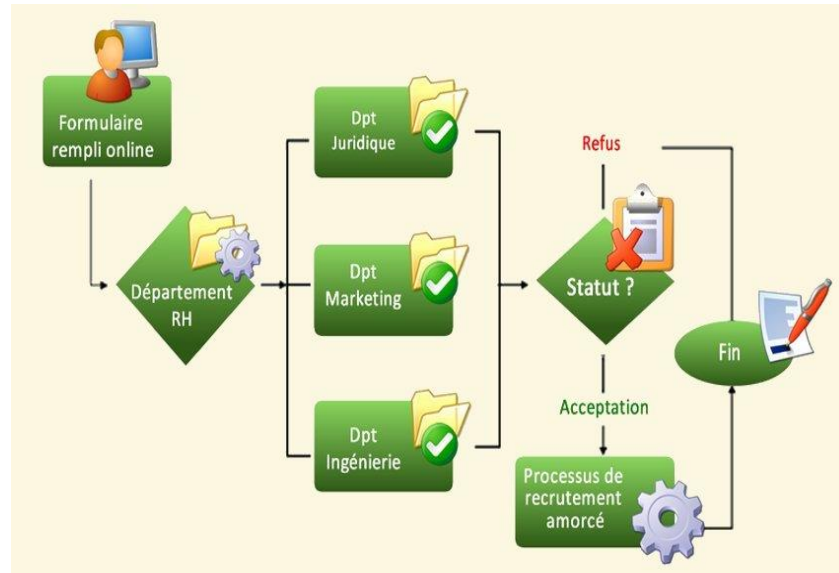 Formulaire
rempli online
Département
RH
Dpt
Juridique
Dpt
Marketing
Dpt
Ingénierie
Refus
Statut ?
Acceptation
Processus de
recrutement
amorcé
Fin